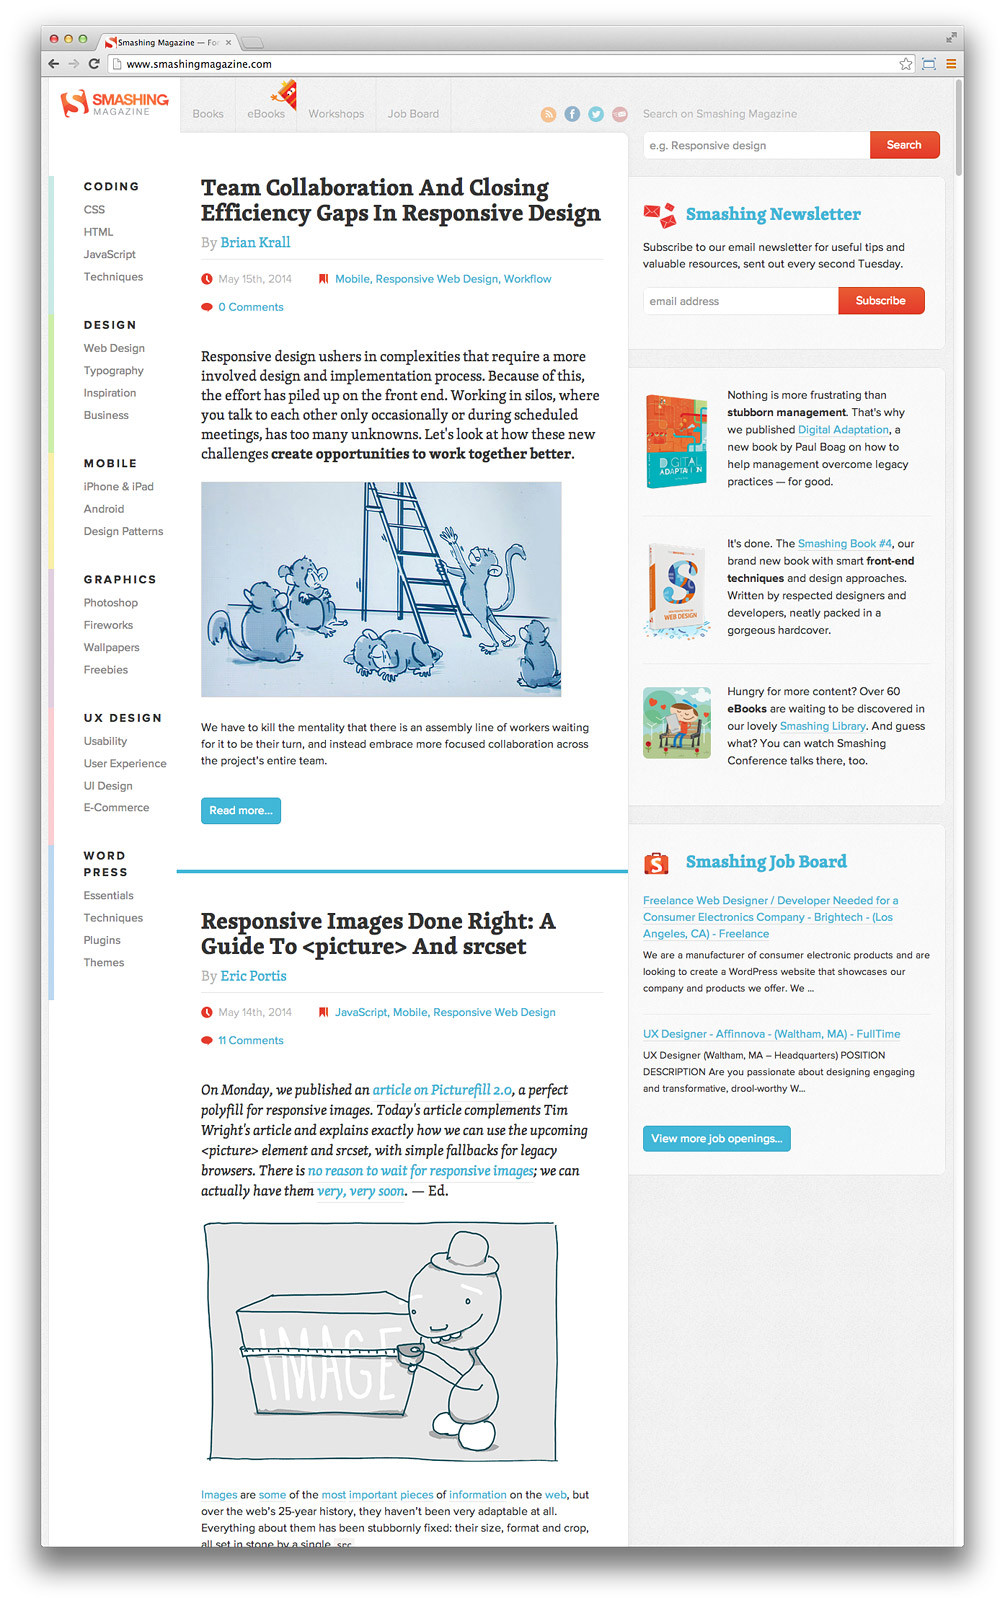 Smashing Magazine — For
www.smashingmagazine.com
SMASHING
MAGAZINE
Books
eBooks
Workshops
Job Board
Search on Smashing Magazine
e.g. Responsive design
Search
CODING
CSS
HTML
JavaScript
Techniques
DESIGN
Web Design
Typography
Inspiration
Business
MOBILE
iPhone & iPad
Android
Design Patterns
GRAPHICS
Photoshop
Fireworks
Wallpapers
Freebies
UX DESIGN
Usability
User Experience
UI Design
E-Commerce
WORD
PRESS
Essentials
Techniques
Plugins
Themes
Team Collaboration And Closing
Efficiency Gaps In Responsive Design
By Brian Krall
May 15th, 2014
Mobile, Responsive Web Design, Workflow
0 Comments
Responsive design ushers in complexities that require a more
involved design and implementation process. Because of this,
the effort has piled up on the front end. Working in silos, where
you talk to each other only occasionally or during scheduled
meetings, has too many unknowns. Let's look at how these new
challenges create opportunities to work together better.
We have to kill the mentality that there is an assembly line of workers waiting
for it to be their turn, and instead embrace more focused collaboration across
the project's entire team.
Read more...
Responsive Images Done Right: A
Guide To <picture> And srcset
By Eric Portis
May 14th, 2014
JavaScript, Mobile, Responsive Web Design
11 Comments
On Monday, we published an article on Picturefill 2.0, a perfect
polyfill for responsive images. Today's article complements Tim
Wright's article and explains exactly how we can use the upcoming
<picture> element and srcset, with simple fallbacks for legacy
browsers. There is no reason to wait for responsive images; we can
actually have them very, very soon. — Ed.
IMAGE
Images are some of the most important pieces of information on the web, but
over the web's 25-year history, they haven't been very adaptable at all.
Everything about them has been stubbornly fixed: their size, format and crop,
all set in stone by a single src
Smashing Newsletter
Subscribe to our email newsletter for useful tips and
valuable resources, sent out every second Tuesday.
email address
Subscribe
DIGITAL
ADAPTATION
Nothing is more frustrating than
stubborn management. That's why
we published Digital Adaptation, a
new book by Paul Boag on how to
help management overcome legacy
practices — for good.
WEB DESIGN
It's done. The Smashing Book #4, our
brand new book with smart front-end
techniques and design approaches.
Written by respected designers and
developers, neatly packed in a
gorgeous hardcover.
Hungry for more content? Over 60
eBooks are waiting to be discovered in
our lovely Smashing Library. And guess
what? You can watch Smashing
Conference talks there, too.
Smashing Job Board
Freelance Web Designer / Developer Needed for a
Consumer Electronics Company - Brightech - (Los
Angeles, CA) - Freelance
We are a manufacturer of consumer electronic products and are
looking to create a WordPress website that showcases our
company and products we offer. We ...
UX Designer - Affinnova - (Waltham, MA) - FullTime
UX Designer (Waltham, MA – Headquarters) POSITION
DESCRIPTION Are you passionate about designing engaging
and transformative, drool-worthy W...
View more job openings...